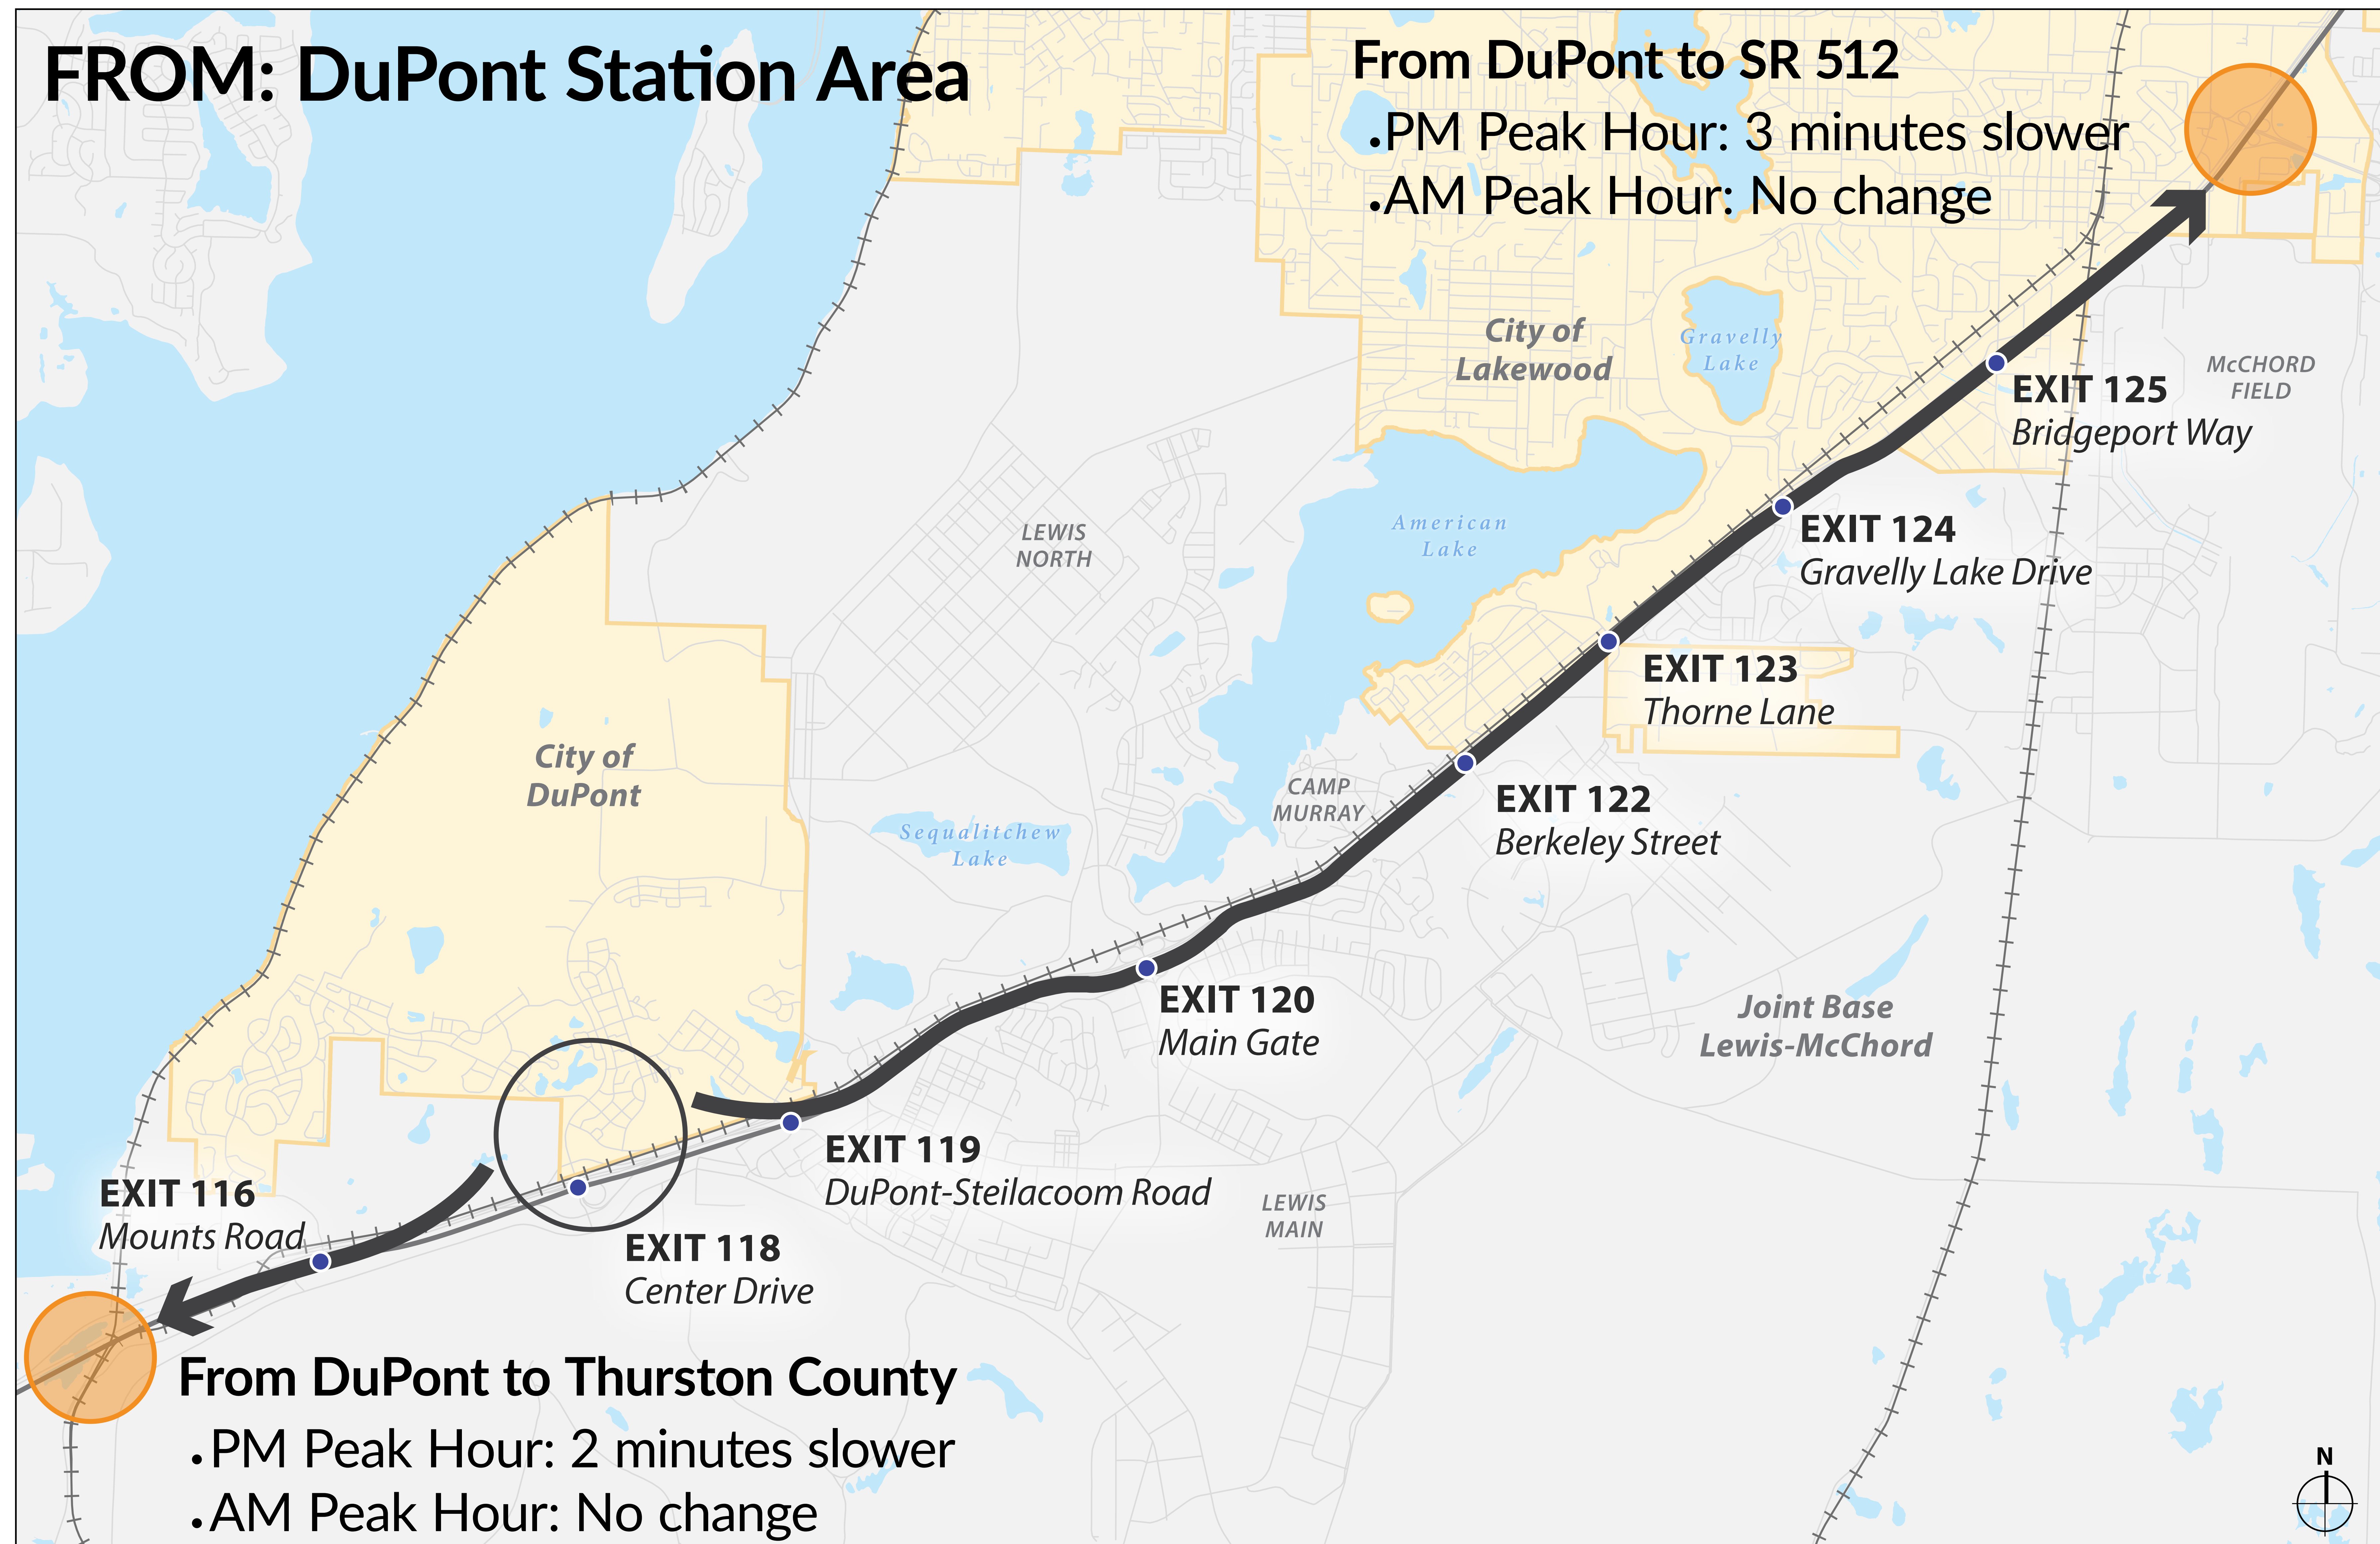 FROM: DuPont Station Area
From DuPont to SR 512
•PM Peak Hour: 3 minutes slower
•AM Peak Hour: No change
City of
Lakewood
Gravelly
Lake
McCHORD
FIELD
EXIT 125
Bridgeport Way
American
Lake
LEWIS
NORTH
EXIT 124
Gravelly Lake Drive
EXIT 123
Thorne Lane
City of
DuPont
CAMP
MURRAY
EXIT 122
Berkeley Street
Sequalitchew
Lake
EXIT 120
Main Gate
Joint Base
Lewis-McChord
EXIT 119
DuPont-Steilacoom Road
LEWIS
MAIN
EXIT 116
Mounts Road
EXIT 118
Center Drive
From DuPont to Thurston County
•PM Peak Hour: 2 minutes slower
•AM Peak Hour: No change
N